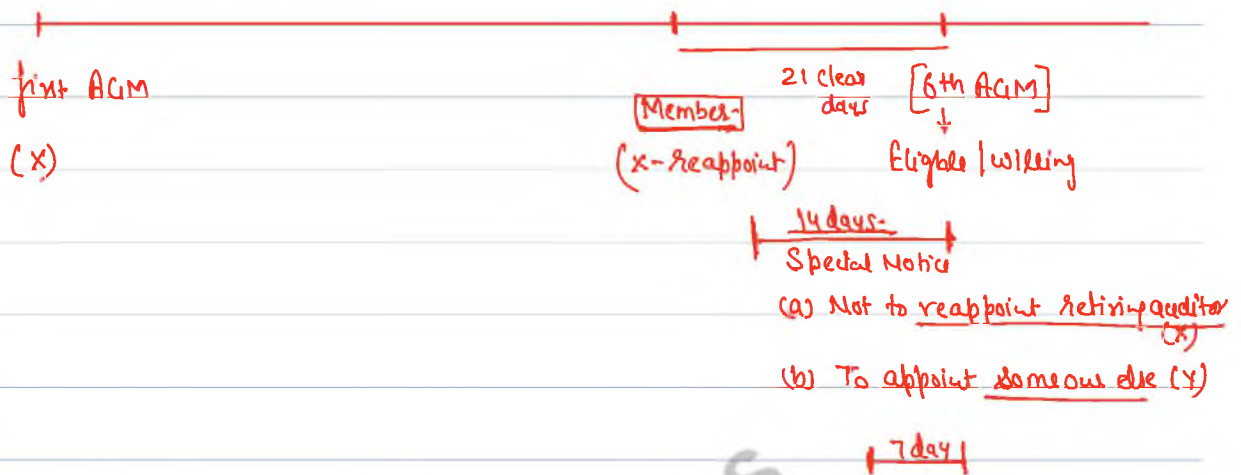 first AGM
(X)
Member-
(x-reappoint)
21 clear days
[6th AGM]
Eligible / willing
14 days-
Special Notice
(a) Not to reappoint retiring auditor (X)
(b) To appoint someone else (Y)
7 day